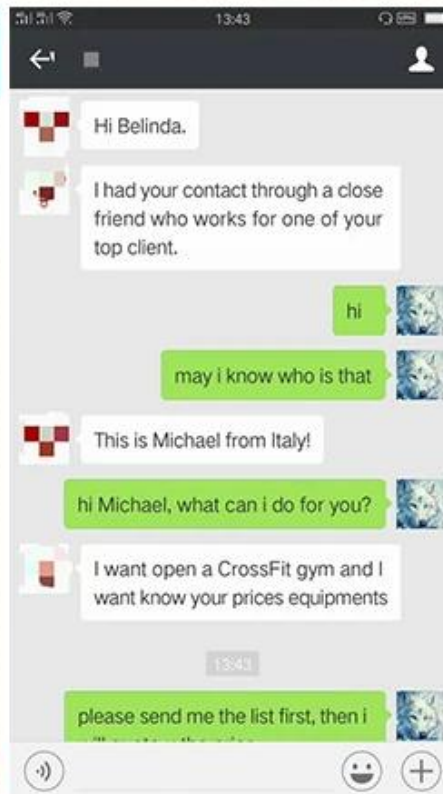 13:43
Hi Belinda.
I had your contact through a close
friend who works for one of your
top client.
hi
may i know who is that
This is Michael from Italy!
hi Michael, what can i do for you?
I want open a CrossFit gym and I
want know your prices equipments
13:43
please send me the list first, then i